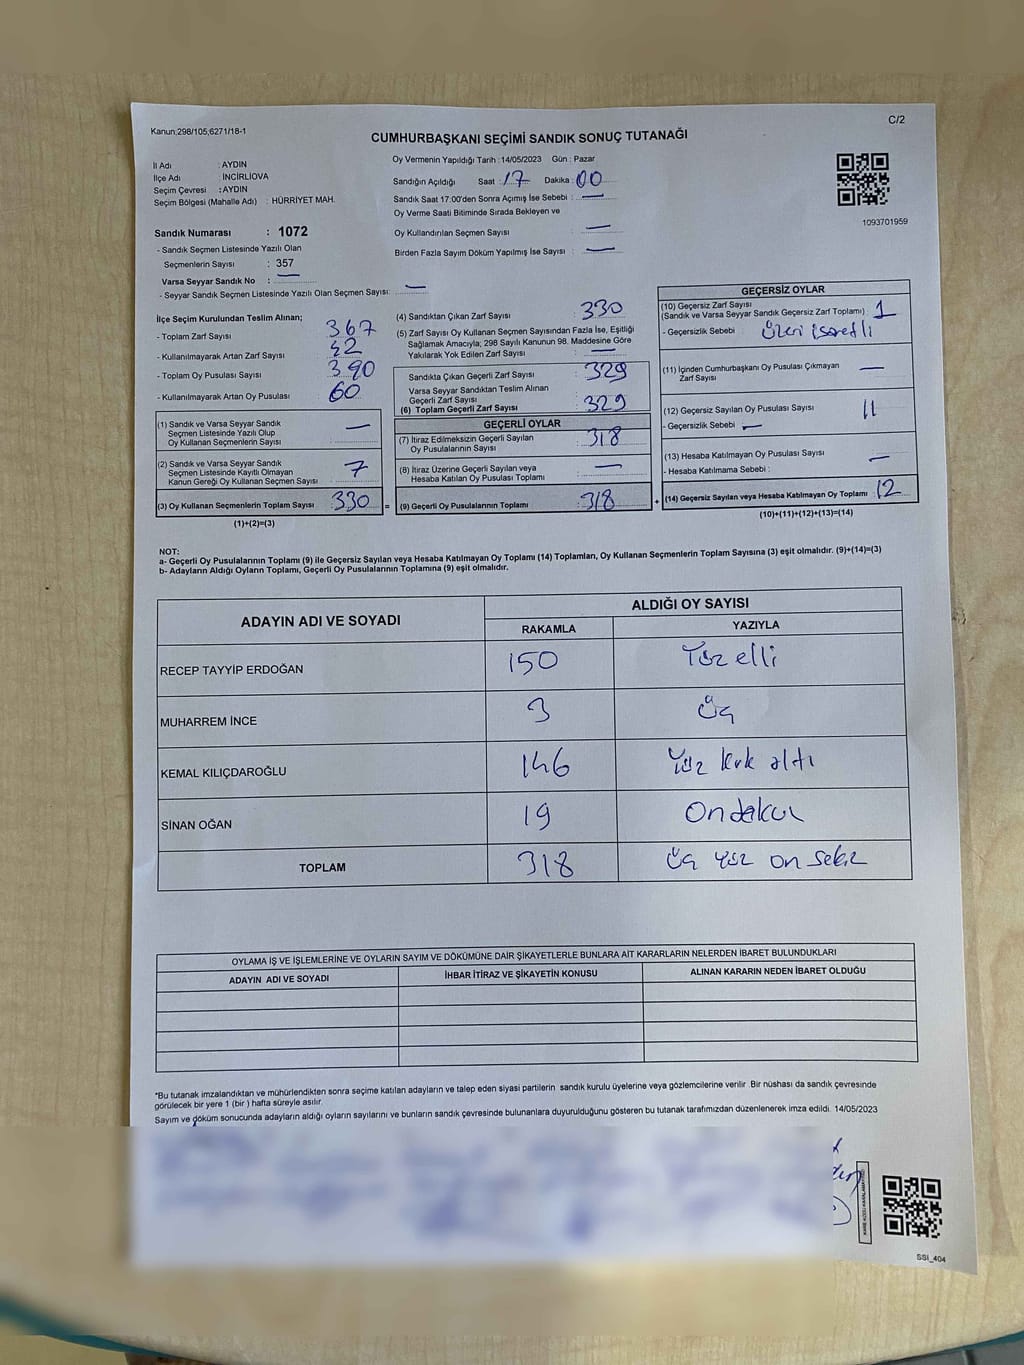 Kanun;298/105,6271/18-1
C/2
CUMHURBAŞKANI SEÇİMİ SANDIK SONUÇ TUTANAĞI
İl Adı : AYDIN
İlçe Adı : İNCİRLİOVA
Seçim Çevresi : AYDIN
Seçim Bölgesi (Mahalle Adı) : HÜRRİYET MAH.
Sandık Numarası : 1072
- Sandık Seçmen Listesinde Yazılı Olan
Seçmenlerin Sayısı : 357
Varsa Seyyar Sandık No : —
- Seyyar Sandık Seçmen Listesinde Yazılı Olan Seçmen Sayısı: —
Oy Vermenin Yapıldığı Tarih : 14/05/2023 Gün : Pazar
Sandığın Açıldığı Saat : 17 Dakika : 00
Sandık Saat 17:00'den Sonra Açımış İse Sebebi : —
Oy Verme Saati Bitiminde Sırada Bekleyen ve
Oy Kullandırılan Seçmen Sayısı —
Birden Fazla Sayım Döküm Yapılmış İse Sayısı : —
1093701959
İlçe Seçim Kurulundan Teslim Alınan;
- Toplam Zarf Sayısı 367
- Kullanılmayarak Artan Zarf Sayısı 42
- Toplam Oy Pusulası Sayısı 390
- Kullanılmayarak Artan Oy Pusulası 60
(1) Sandık ve Varsa Seyyar Sandık
Seçmen Listesinde Yazılı Olup
Oy Kullanan Seçmenlerin Sayısı —
(2) Sandık ve Varsa Seyyar Sandık
Seçmen Listesinde Kayıtlı Olmayan
Kanun Gereği Oy Kullanan Seçmen Sayısı 7
(3) Oy Kullanan Seçmenlerin Toplam Sayısı 330 =
(1)+(2)=(3)
(4) Sandıktan Çıkan Zarf Sayısı : 330
(5) Zarf Sayısı Oy Kullanan Seçmen Sayısından Fazla İse, Eşitliği
Sağlamak Amacıyla; 298 Sayılı Kanunun 98. Maddesine Göre
Yakılarak Yok Edilen Zarf Sayısı —
Sandıkta Çıkan Geçerli Zarf Sayısı : 329
Varsa Seyyar Sandıktan Teslim Alınan
Geçerli Zarf Sayısı
(6) Toplam Geçerli Zarf Sayısı : 329
GEÇERLİ OYLAR
(7) İtiraz Edilmeksizin Geçerli Sayılan
Oy Pusulalarının Sayısı : 318
(8) İtiraz Üzerine Geçerli Sayılan veya
Hesaba Katılan Oy Pusulası Toplamı —
(9) Geçerli Oy Pusulalarının Toplamı : 318 +
GEÇERSİZ OYLAR
(10) Geçersiz Zarf Sayısı
(Sandık ve Varsa Seyyar Sandık Geçersiz Zarf Toplamı) : 1
- Geçersizlik Sebebi : Üzeri işaretli
(11) İçinden Cumhurbaşkanı Oy Pusulası Çıkmayan
Zarf Sayısı —
(12) Geçersiz Sayılan Oy Pusulası Sayısı 11
- Geçersizlik Sebebi —
(13) Hesaba Katılmayan Oy Pusulası Sayısı —
- Hesaba Katılmama Sebebi :
(14) Geçersiz Sayılan veya Hesaba Katılmayan Oy Toplamı : 12
(10)+(11)+(12)+(13)=(14)
NOT:
a- Geçerli Oy Pusulalarının Toplamı (9) ile Geçersiz Sayılan veya Hesaba Katılmayan Oy Toplamı (14) Toplamları, Oy Kullanan Seçmenlerin Toplam Sayısına (3) eşit olmalıdır. (9)+(14)=(3)
b- Adayların Aldığı Oyların Toplamı, Geçerli Oy Pusulalarının Toplamına (9) eşit olmalıdır.
ADAYIN ADI VE SOYADI
ALDIĞI OY SAYISI
RAKAMLA YAZIYLA
RECEP TAYYİP ERDOĞAN 150 Yüz elli
MUHARREM İNCE 3 Üç
KEMAL KILIÇDAROĞLU 146 Yüz kırk altı
SİNAN OĞAN 19 On dokuz
TOPLAM 318 Üç yüz on sekiz
OYLAMA İŞ VE İŞLEMLERİNE VE OYLARIN SAYIM VE DÖKÜMÜNE DAİR ŞİKAYETLERLE BUNLARA AİT KARARLARIN NELERDEN İBARET BULUNDUKLARI
ADAYIN ADI VE SOYADI İHBAR İTİRAZ VE ŞİKAYETİN KONUSU ALINAN KARARIN NEDEN İBARET OLDUĞU
*Bu tutanak imzalandıktan ve mühürlendikten sonra seçime katılan adayların ve talep eden siyasi partilerin sandık kurulu üyelerine veya gözlemcilerine verilir. Bir nüshası da sandık çevresinde
görülecek bir yere 1 (bir ) hafta süreyle asılır.
Sayım ve döküm sonucunda adayların aldığı oyların sayılarını ve bunların sandık çevresinde bulunanlara duyurulduğunu gösteren bu tutanak tarafımızdan düzenlenerek imza edildi. 14/05/2023
SSI_404